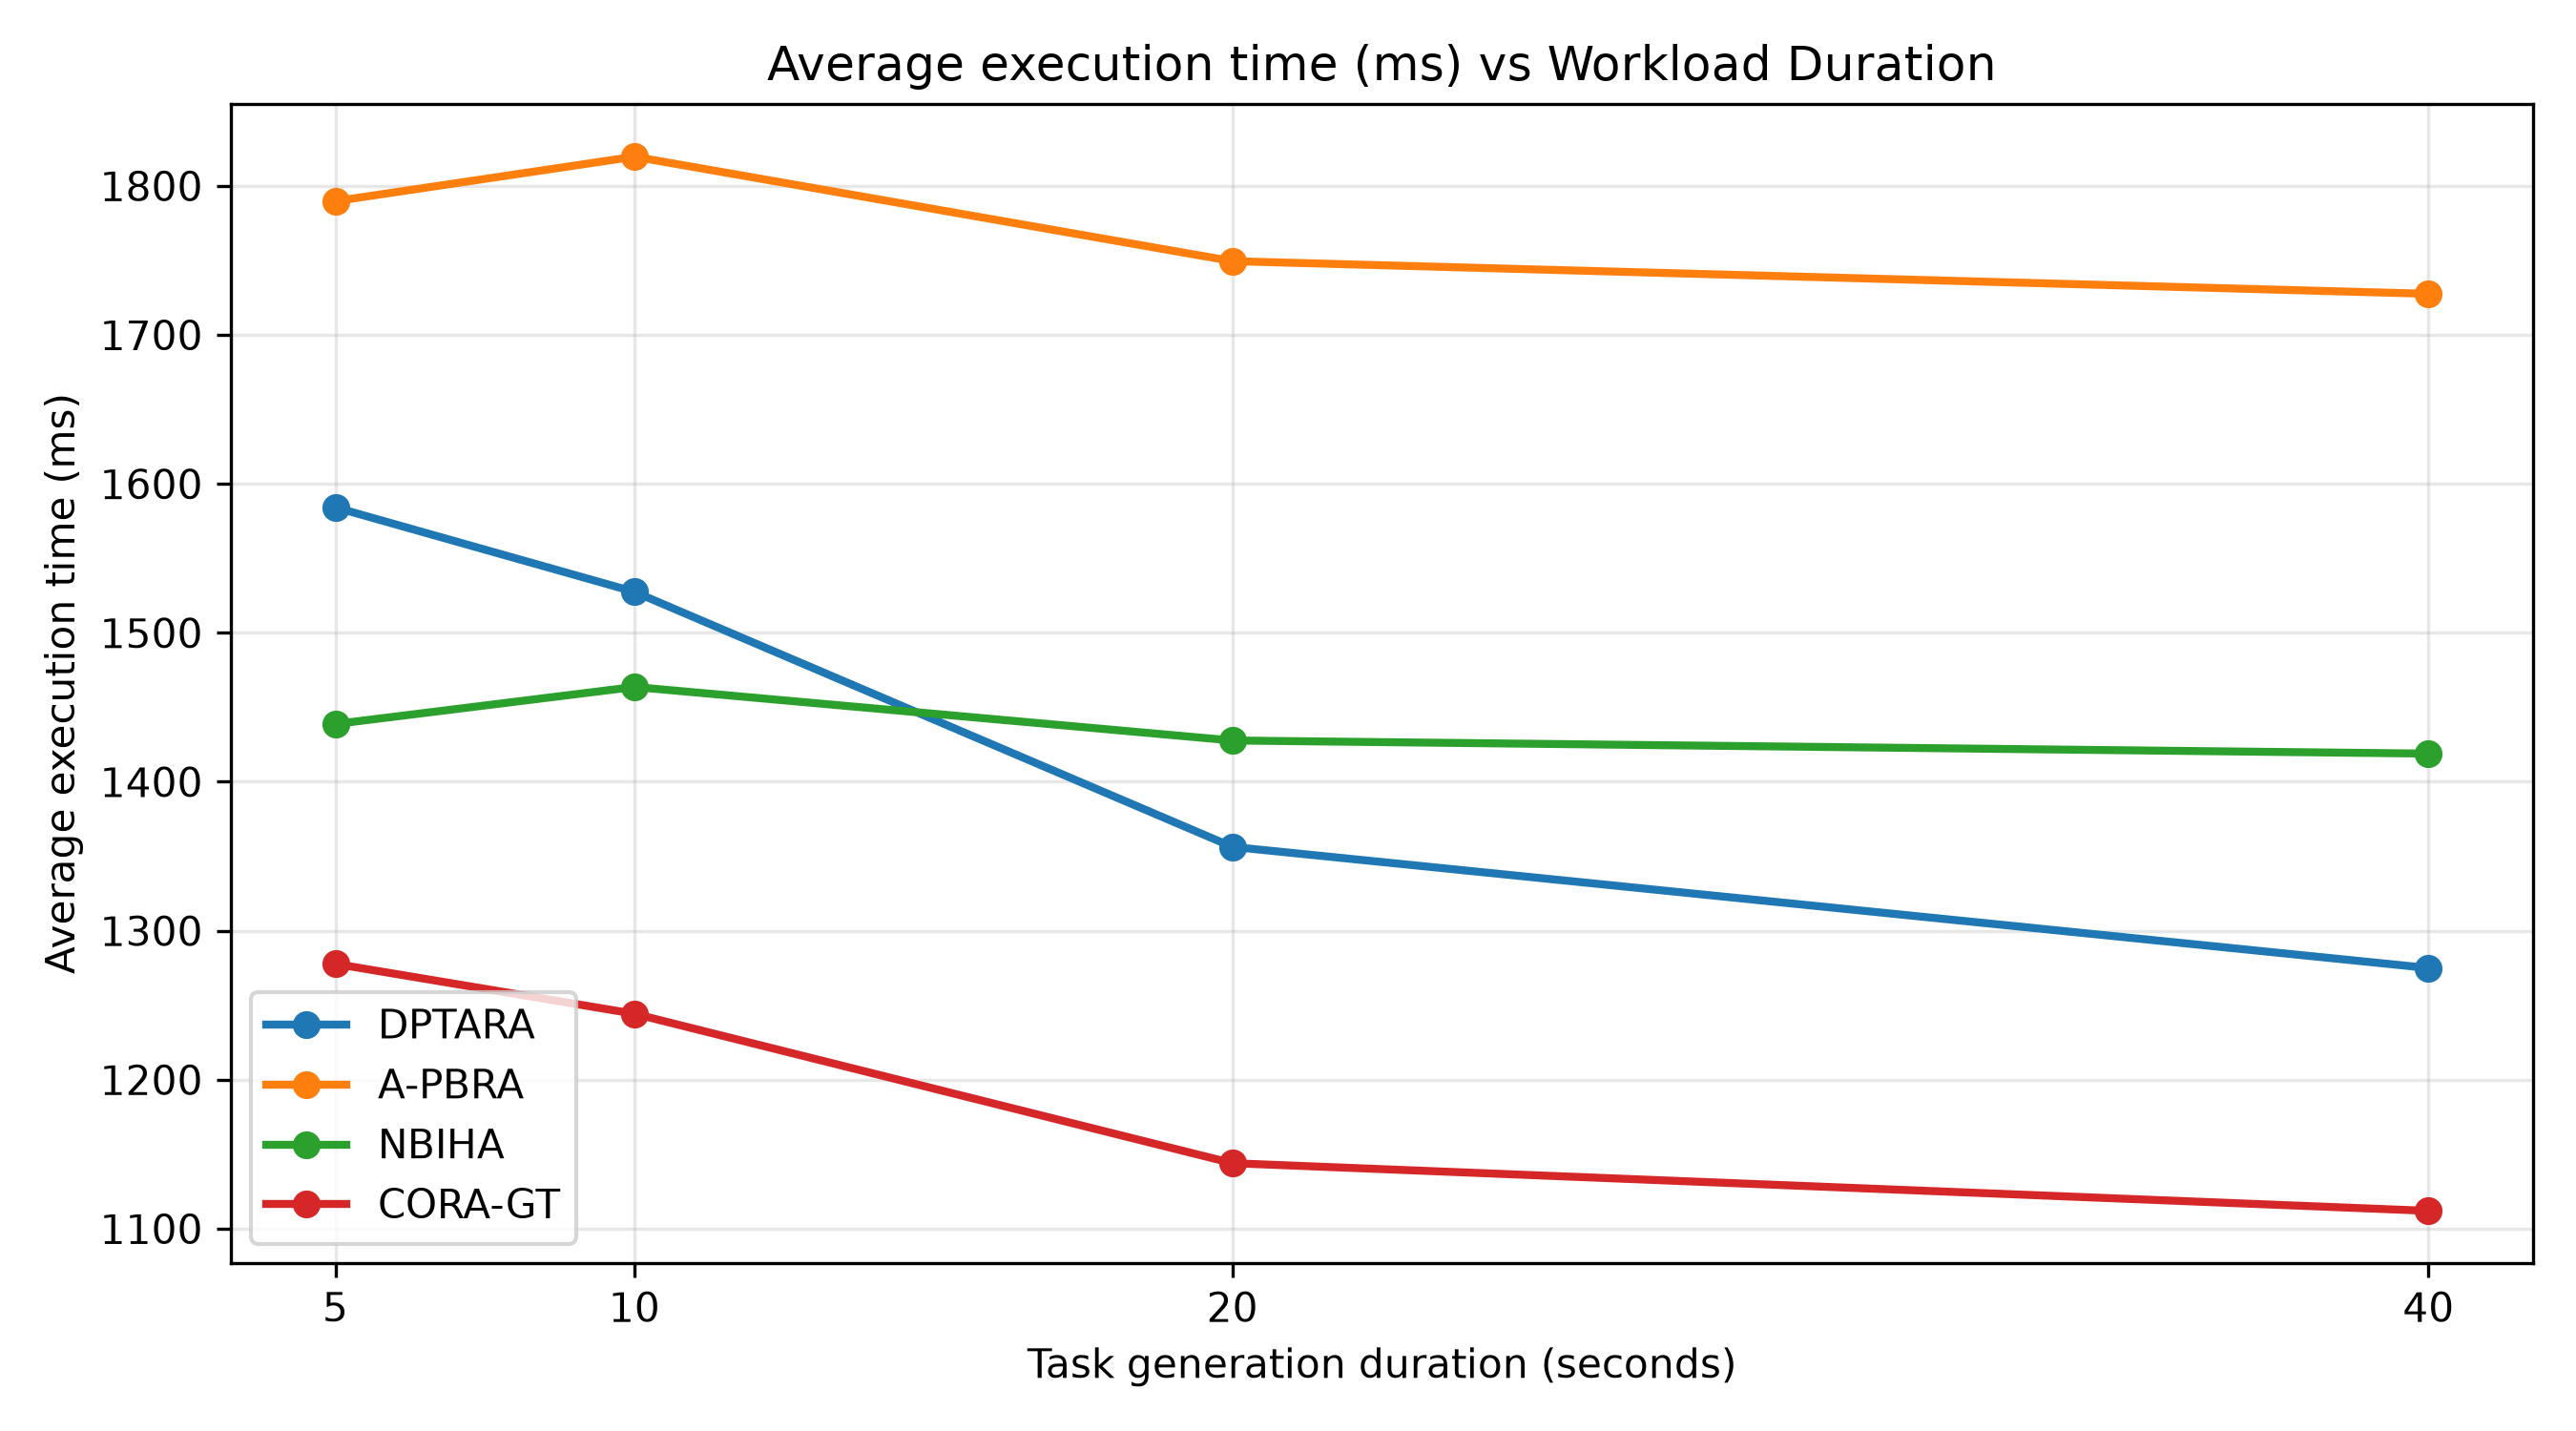 Average execution time (ms) vs Workload Duration
Average execution time (ms)
1800
1700
1600
1500
1400
1300
1200
1100
DPTARA
A-PBRA
NBIHA
CORA-GT
5
10
20
40
Task generation duration (seconds)